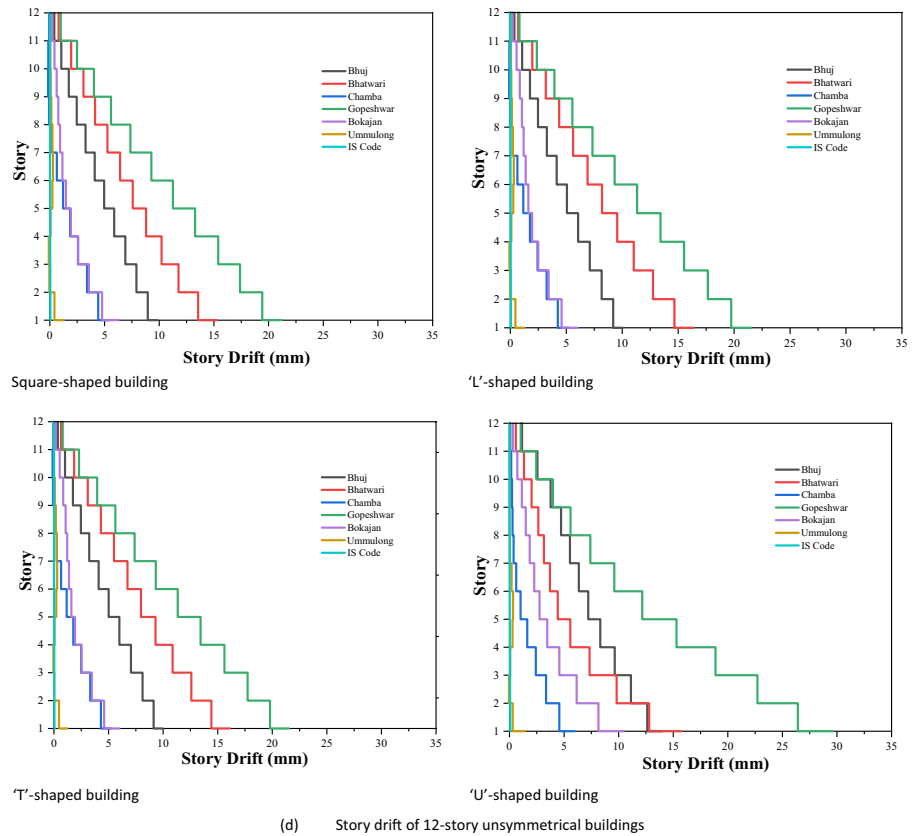 12
11
10
9
8
7
6
5
4
3
2
1
Story
Bhuj
Bhatwari
Chamba
Gopeshwar
Bokajan
Ummulong
IS Code
0 5 10 15 20 25 30 35
Story Drift (mm)
Square-shaped building
12
11
10
9
8
7
6
5
4
3
2
1
Story
Bhuj
Bhatwari
Chamba
Gopeshwar
Bokajan
Ummulong
IS Code
0 5 10 15 20 25 30 35
Story Drift (mm)
‘L’-shaped building
12
11
10
9
8
7
6
5
4
3
2
1
Story
Bhuj
Bhatwari
Chamba
Gopeshwar
Bokajan
Ummulong
IS Code
0 5 10 15 20 25 30 35
Story Drift (mm)
‘T’-shaped building
12
11
10
9
8
7
6
5
4
3
2
1
Story
Bhuj
Bhatwari
Chamba
Gopeshwar
Bokajan
Ummulong
IS Code
0 5 10 15 20 25 30 35
Story Drift (mm)
‘U’-shaped building
(d) Story drift of 12-story unsymmetrical buildings